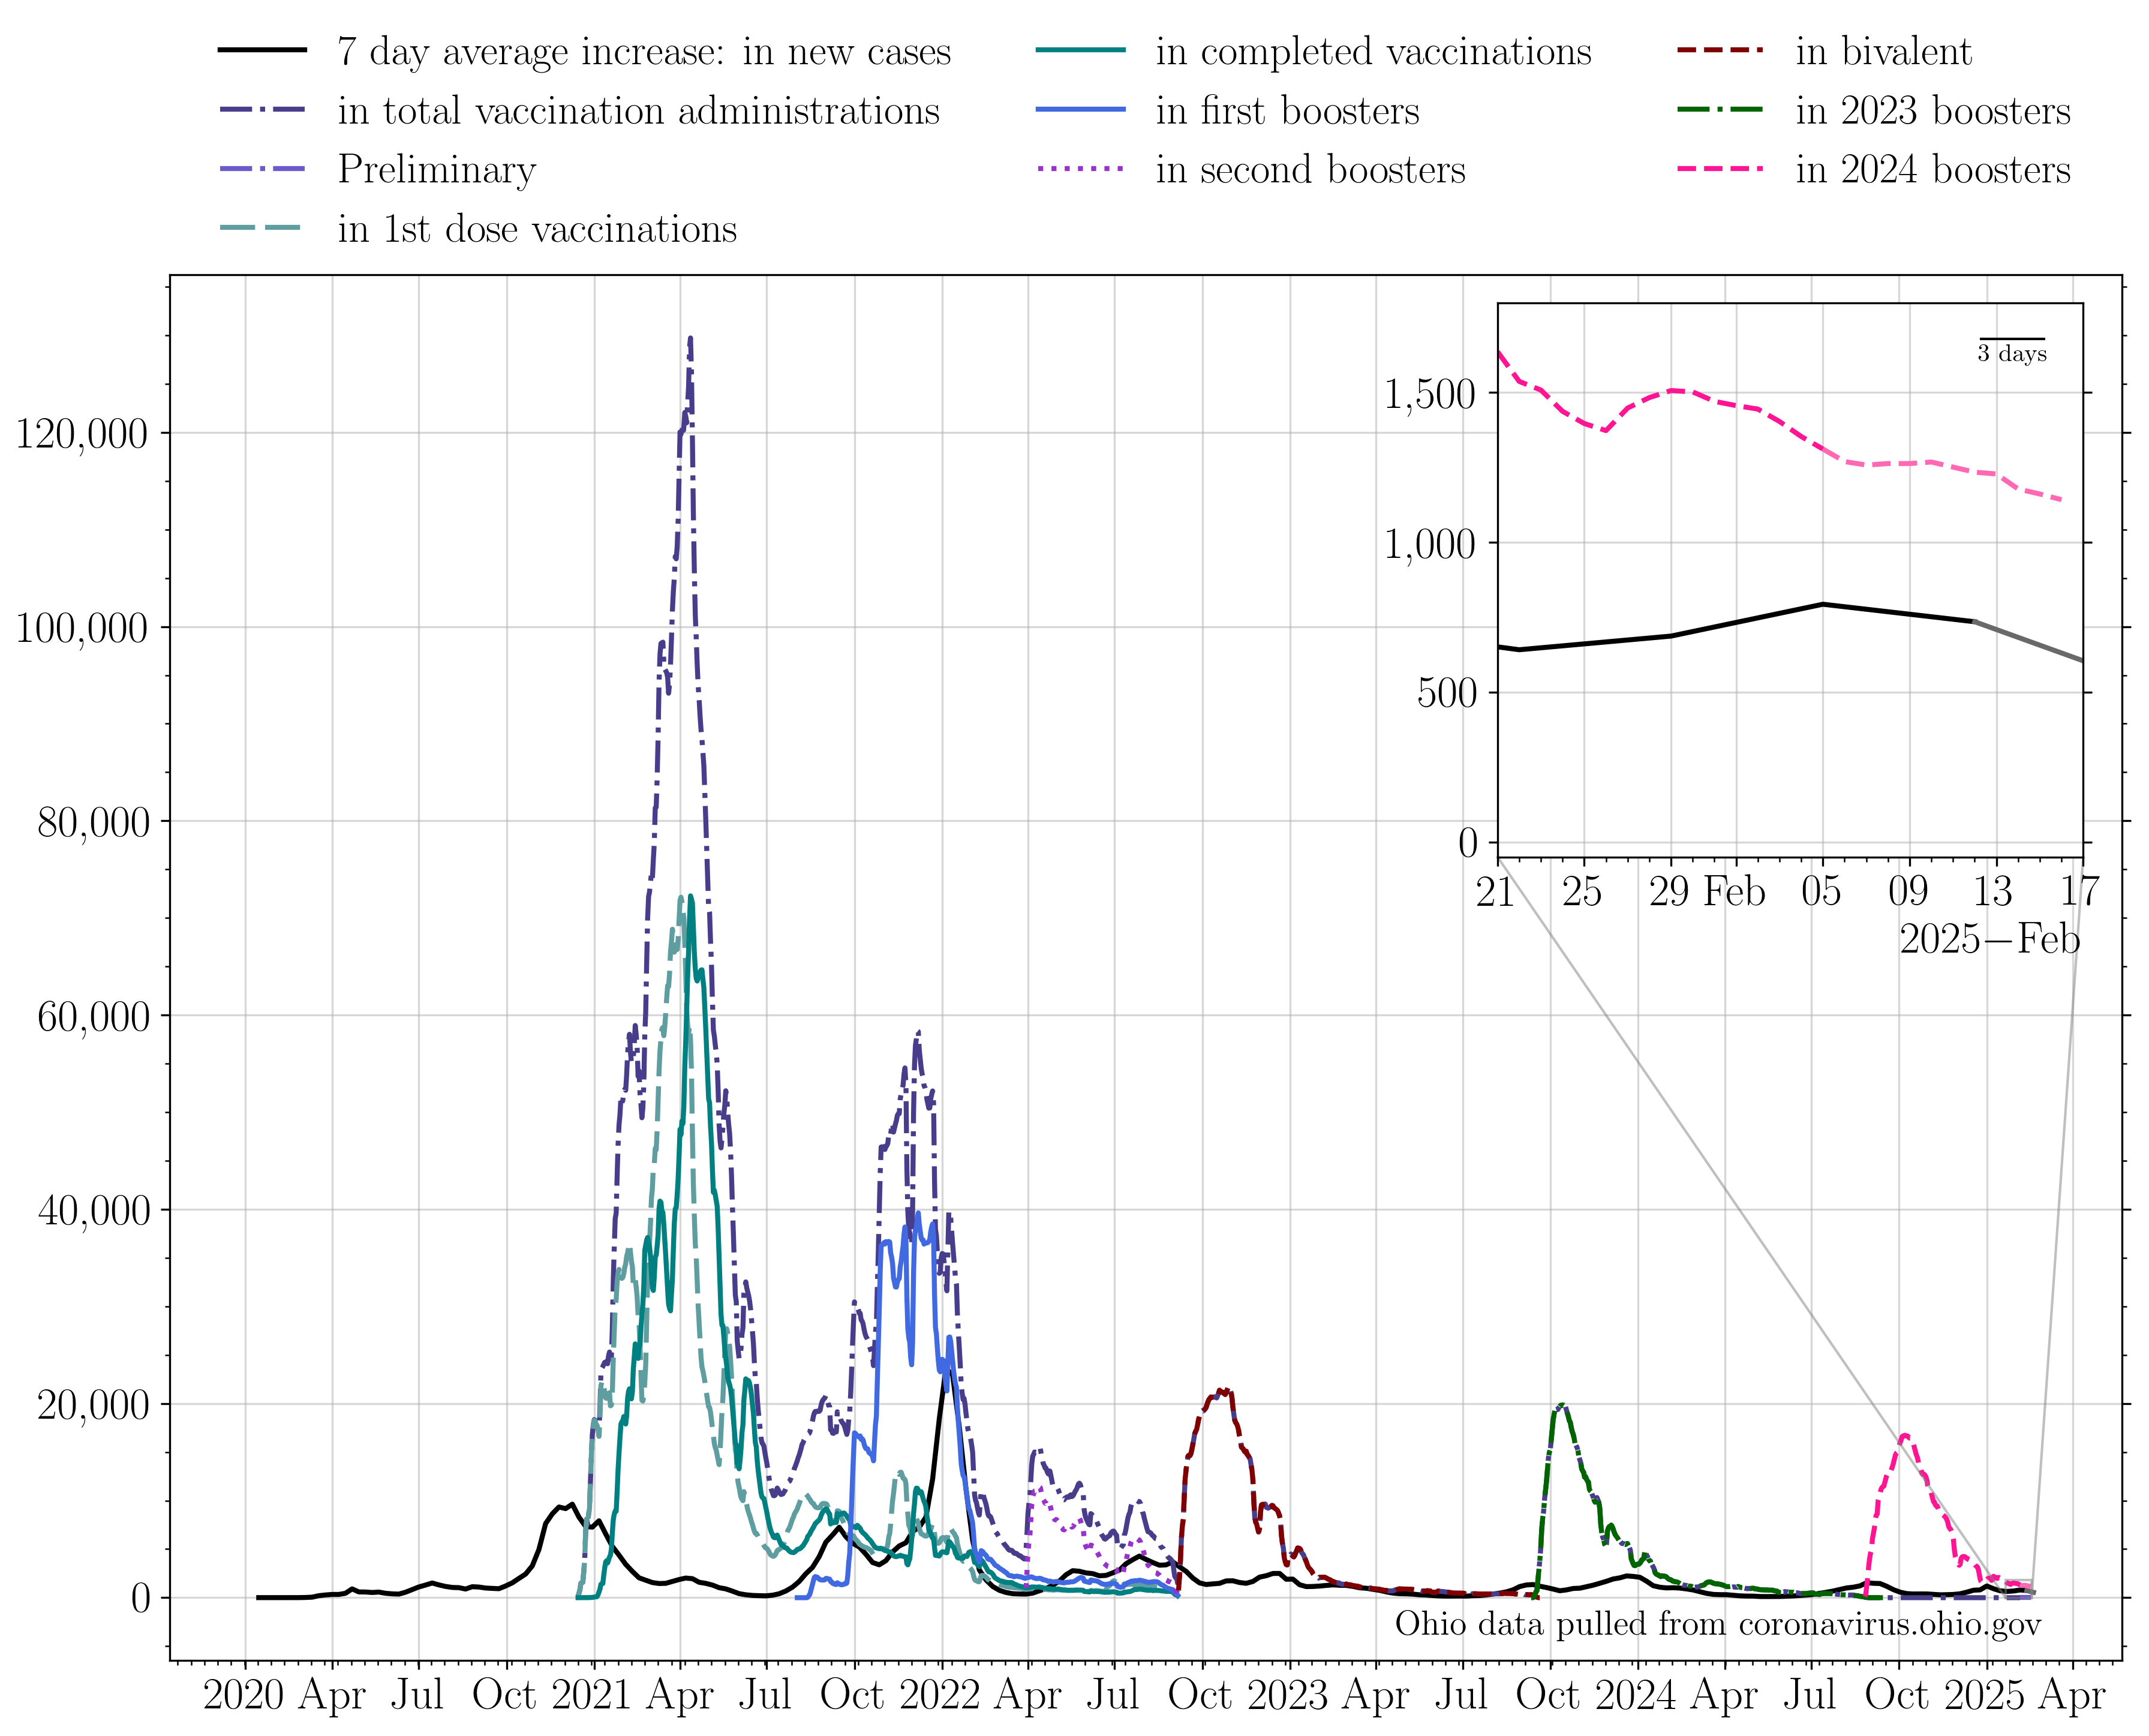 7 day average increase: in new cases
in total vaccination administrations
Preliminary
in 1st dose vaccinations
in completed vaccinations
in first boosters
in second boosters
in bivalent
in 2023 boosters
in 2024 boosters
120,000
100,000
80,000
60,000
40,000
20,000
0
3 days
1,500
1,000
500
0
21 25 29 Feb 05 09 13 17
2025−Feb
Ohio data pulled from coronavirus.ohio.gov
2020 Apr Jul Oct 2021 Apr Jul Oct 2022 Apr Jul Oct 2023 Apr Jul Oct 2024 Apr Jul Oct 2025 Apr